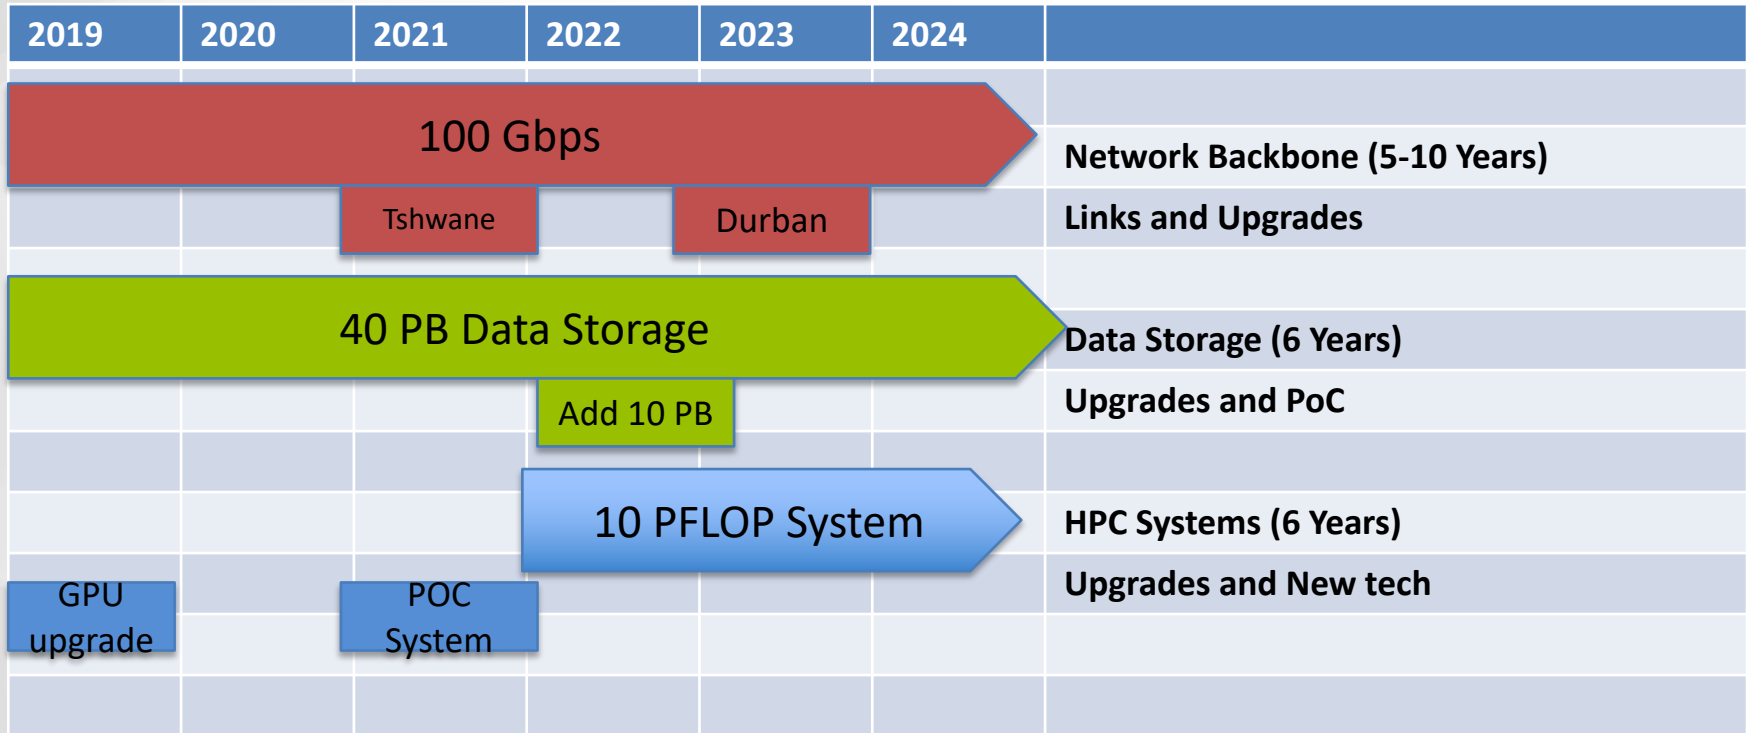 2019 2020 2021 2022 2023 2024
100 Gbps
Network Backbone (5-10 Years)
Tshwane Durban Links and Upgrades
40 PB Data Storage
Data Storage (6 Years)
Add 10 PB
Upgrades and PoC
10 PFLOP System
HPC Systems (6 Years)
Upgrades and New tech
GPU
upgrade
POC
System